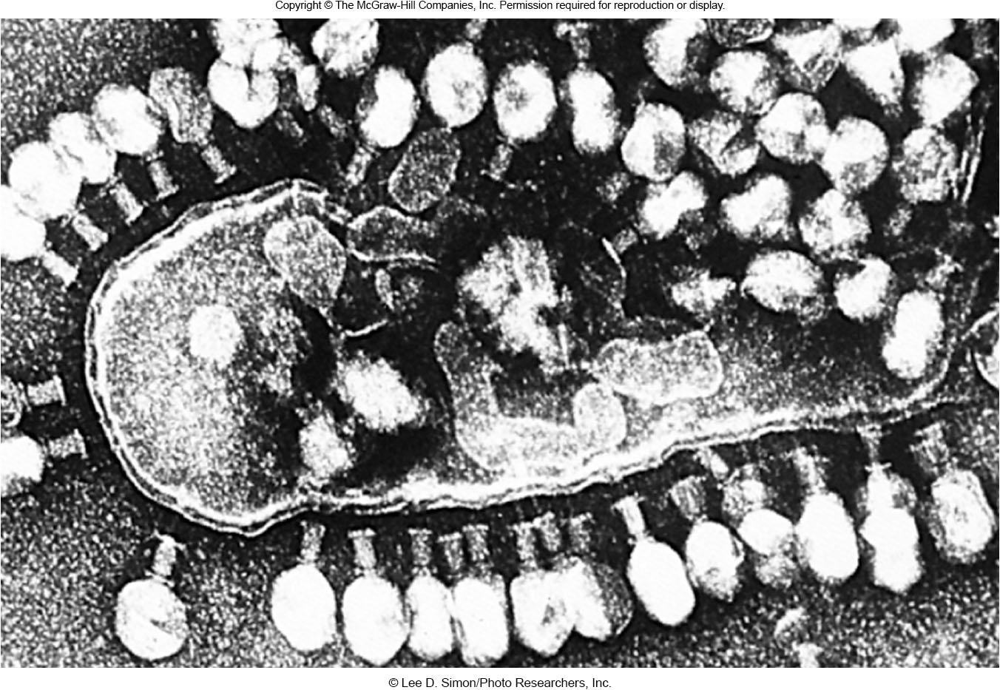 Copyright © The McGraw-Hill Companies, Inc. Permission required for reproduction or display.
© Lee D. Simon/Photo Researchers, Inc.